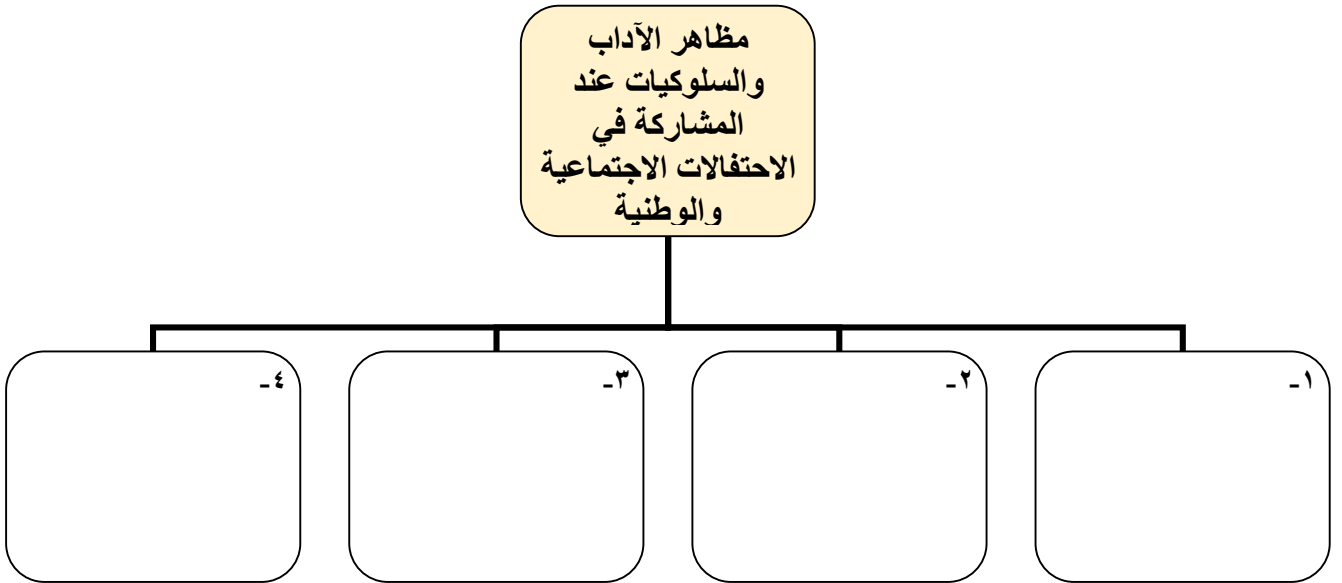 مظاهر الآداب
والسلوكيات عند
المشاركة في
الاحتفالات الاجتماعية
والوطنية
١-
٢-
٣-
٤-